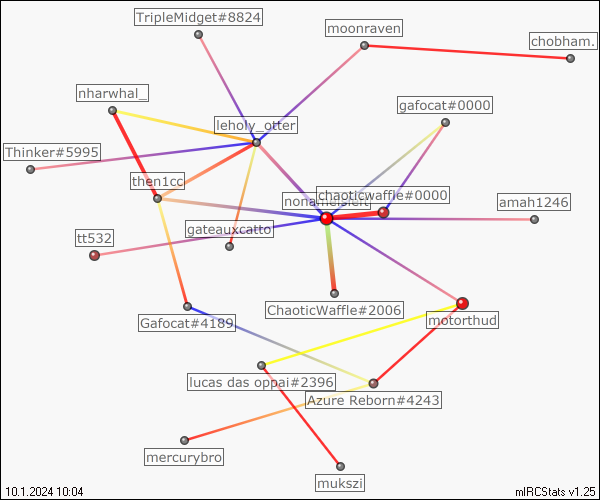 TripleMidget#8824
moonraven
chobham.
nharwhal_
gafocat#0000
leholy_otter
Thinker#5995
then1cc
chaoticwaffle#0000
amah1246
gateauxcatto
tt532
ChaoticWaffle#2006
Gafocat#4189
motorthud
lucas das oppai#2396
Azure Reborn#4243
mercurybro
mukszi
10.1.2024 10:04
mIRCStats v1.25